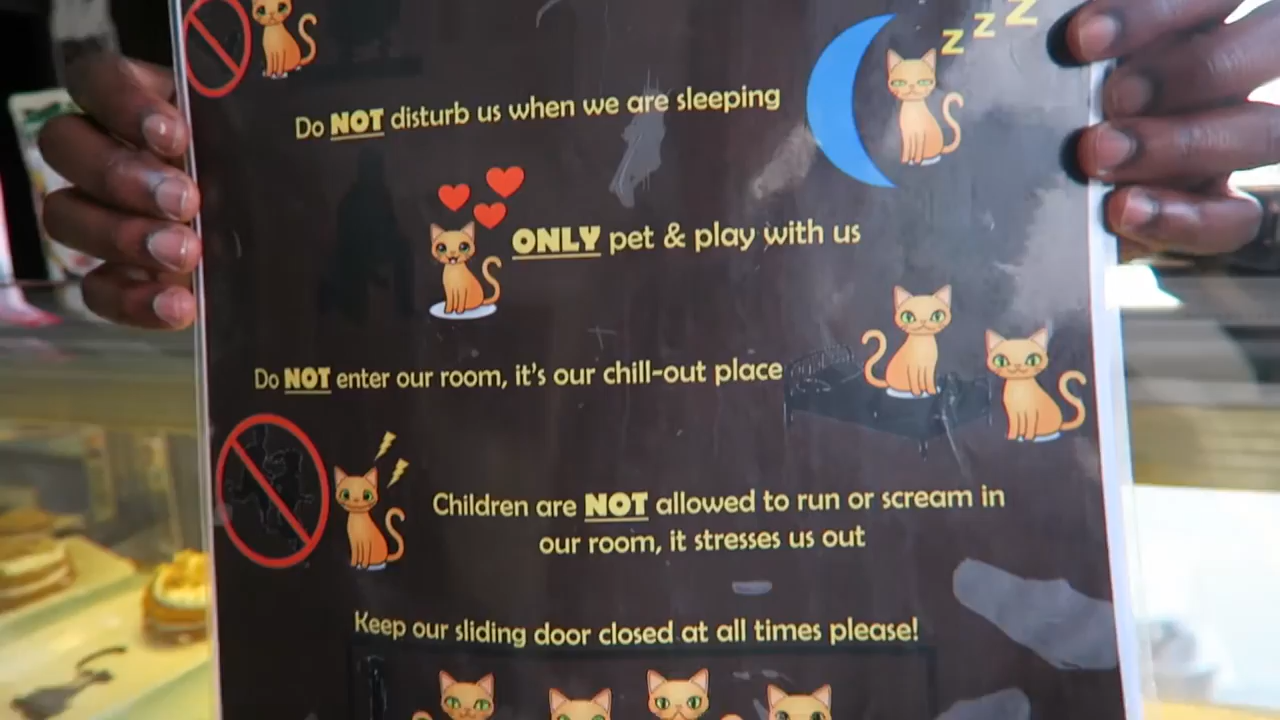 z z z
Do NOT disturb us when we are sleeping
ONLY pet & play with us
Do NOT enter our room, it's our chill-out place
Children are NOT allowed to run or scream in
our room, it stresses us out
Keep our sliding door closed at all times please!